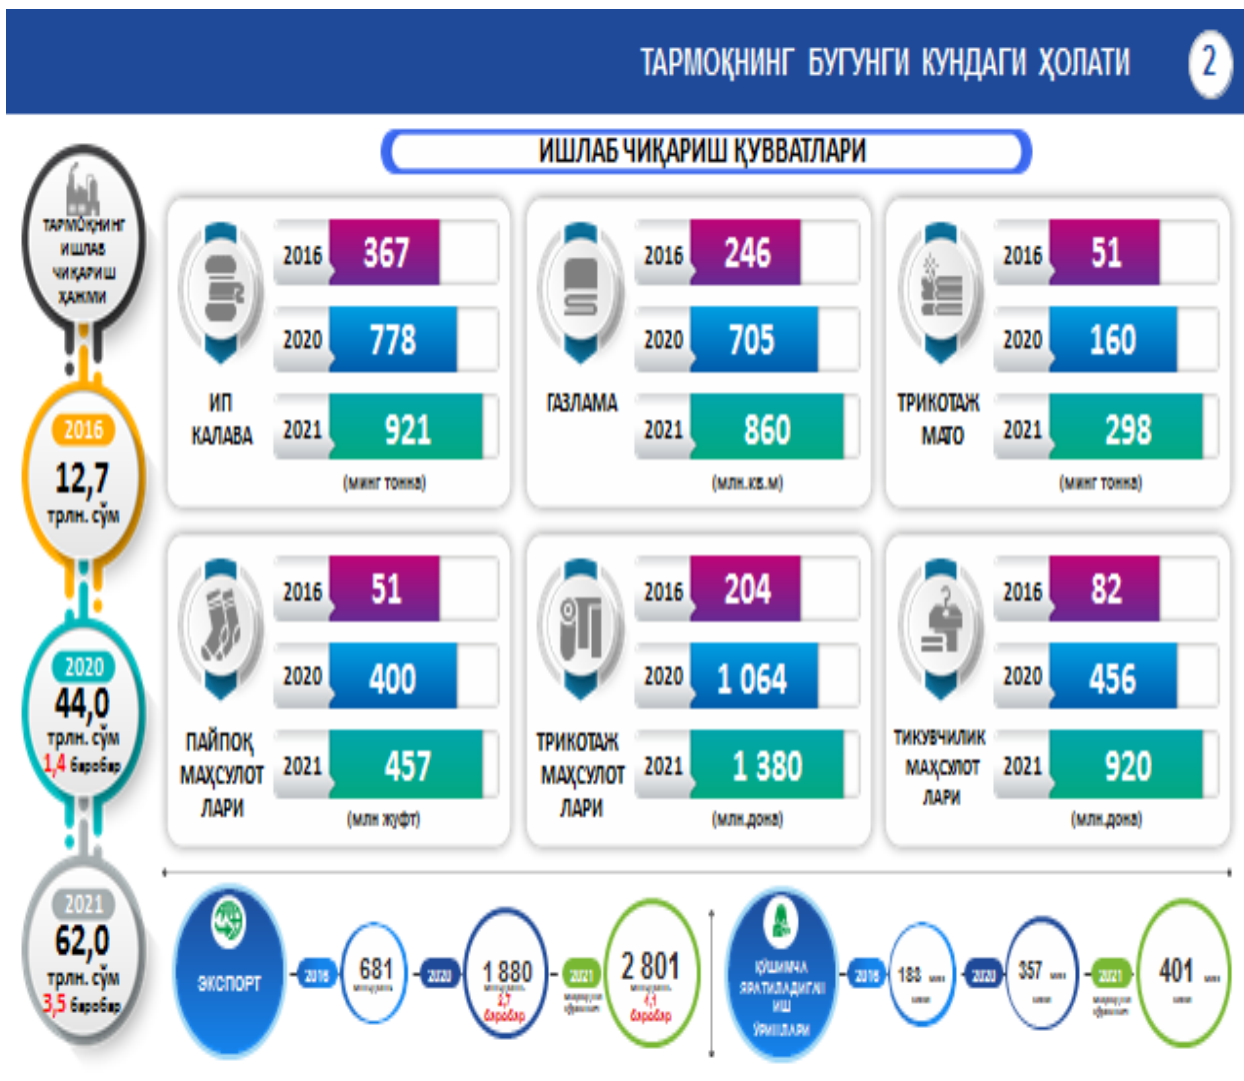 ТАРМОҚНИНГ БУГУНГИ КУНДАГИ ҲОЛАТИ
2
ИШЛАБ ЧИҚАРИШ ҚУВВАТЛАРИ
ТАРМОҚНИНГ
ИШЛАБ
ЧИҚАРИШ
ҲАЖМИ
2016
12,7
трлн. сўм
2020
44,0
трлн. сўм
1,4 баробар
2021
62,0
трлн. сўм
3,5 баробар
ИП
КАЛАВА
2016 367
2020 778
2021 921
(минг тонна)
ГАЗЛАМА
2016 246
2020 705
2021 860
(млн.кв.м)
ТРИКОТАЖ
МАТО
2016 51
2020 160
2021 298
(минг тонна)
ПАЙПОҚ
МАҲСУЛОТ
ЛАРИ
2016 51
2020 400
2021 457
(млн жуфт)
ТРИКОТАЖ
МАҲСУЛОТ
ЛАРИ
2016 204
2020 1 064
2021 1 380
(млн.дона)
ТИКУВЧИЛИК
МАҲСУЛОТ
ЛАРИ
2016 82
2020 456
2021 920
(млн.дона)
ЭКСПОРТ
2016
681
2020
1 880
2,7
баробар
2021
2 801
4,1
баробар
ҚЎШИМЧА
ЯРАТИЛАДИГАН
ИШ
ЎРИНЛАРИ
2016
183
2020
357
2021
401